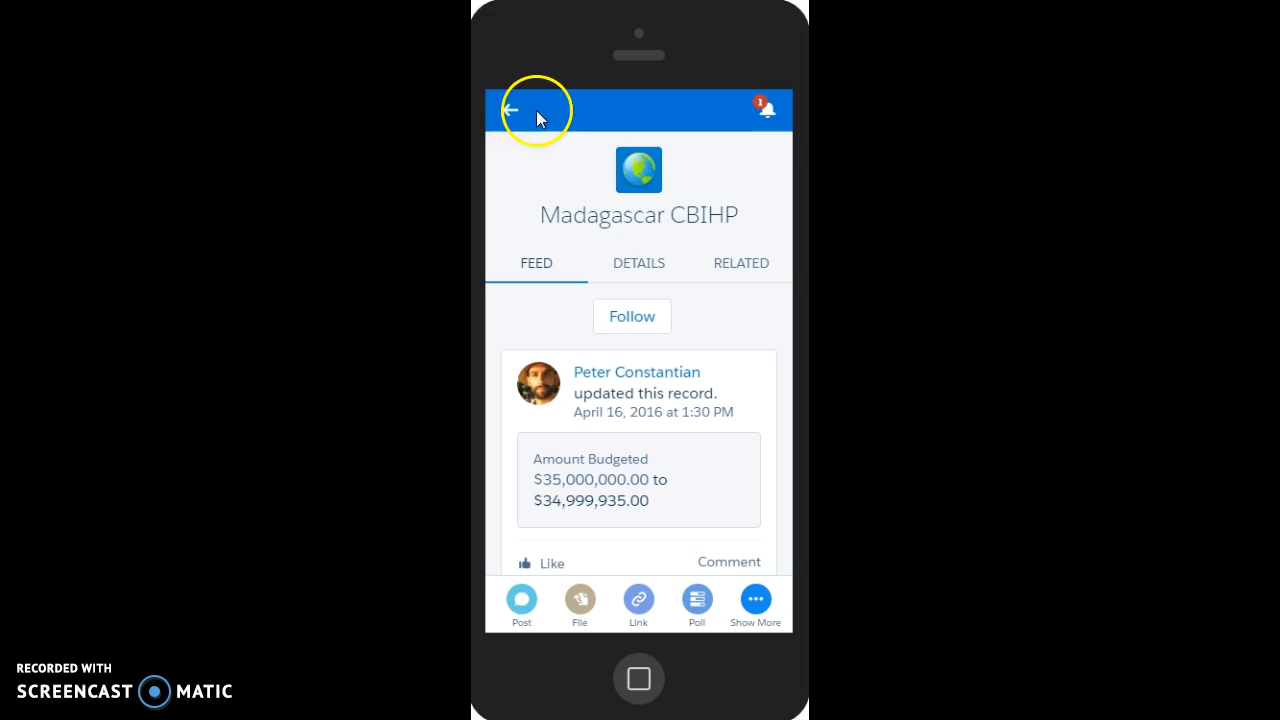 1
Madagascar CBIHP
FEED DETAILS RELATED
Follow
Peter Constantian
updated this record.
April 16, 2016 at 1:30 PM
Amount Budgeted
$35,000,000.00 to
$34,999,935.00
Like Comment
Post File Link Poll Show More
RECORDED WITH
SCREENCAST MATIC